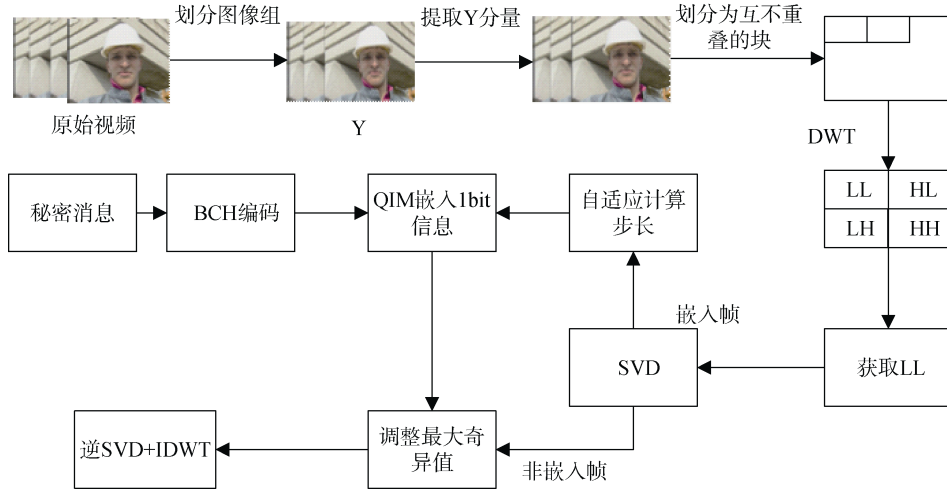 划分图像组
提取Y分量
划分为互不重
叠的块
原始视频
Y
DWT
LL
HL
LH
HH
秘密消息
BCH编码
QIM嵌入1bit
信息
自适应计算
步长
嵌入帧
SVD
获取LL
逆SVD+IDWT
调整最大奇
异值
非嵌入帧